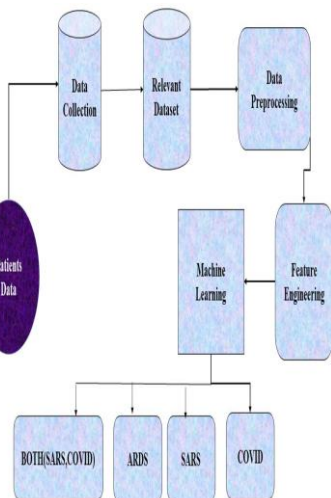 Data
Collection
Relevant
Dataset
Data
Preprocessing
atients
Data
Machine
Learning
Feature
Engineering
BOTH(SARS,COVID)
ARDS
SARS
COVID